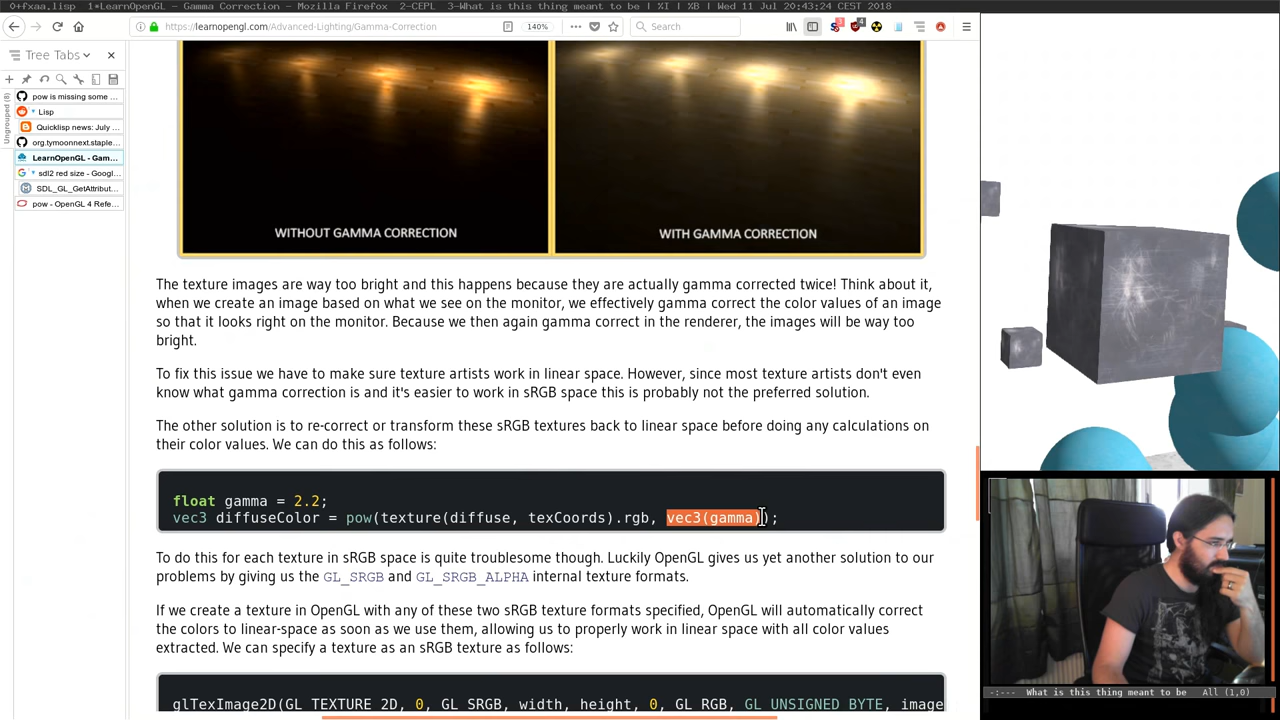 0+fxaa.lisp 1*LearnOpenGL - Gamma Correction - Mozilla Firefox 2-CEPL 3-What is this thing meant to be | %I | %B | Wed 11 Jul 20:43:24 CEST 2018
https://learnopengl.com/Advanced-Lighting/Gamma-Correction
140%
Search
Tree Tabs
Ungrouped (8)
pow is missing some ...
Lisp
Quicklisp news: July ...
org.tymoonnext.staple...
LearnOpenGL - Gam...
sdl2 red size - Googl...
SDL_GL_GetAttribut...
pow - OpenGL 4 Refe...
WITHOUT GAMMA CORRECTION
WITH GAMMA CORRECTION
The texture images are way too bright and this happens because they are actually gamma corrected twice! Think about it,
when we create an image based on what we see on the monitor, we effectively gamma correct the color values of an image
so that it looks right on the monitor. Because we then again gamma correct in the renderer, the images will be way too
bright.
To fix this issue we have to make sure texture artists work in linear space. However, since most texture artists don't even
know what gamma correction is and it's easier to work in sRGB space this is probably not the preferred solution.
The other solution is to re-correct or transform these sRGB textures back to linear space before doing any calculations on
their color values. We can do this as follows:
float gamma = 2.2;
vec3 diffuseColor = pow(texture(diffuse, texCoords).rgb, vec3(gamma));
To do this for each texture in sRGB space is quite troublesome though. Luckily OpenGL gives us yet another solution to our
problems by giving us the GL_SRGB and GL_SRGB_ALPHA internal texture formats.
If we create a texture in OpenGL with any of these two sRGB texture formats specified, OpenGL will automatically correct
the colors to linear-space as soon as we use them, allowing us to properly work in linear space with all color values
extracted. We can specify a texture as an sRGB texture as follows:
glTexImage2D(GL_TEXTURE_2D, 0, GL_SRGB, width, height, 0, GL_RGB, GL_UNSIGNED_BYTE, image
-:--- What is this thing meant to be All (1,0)